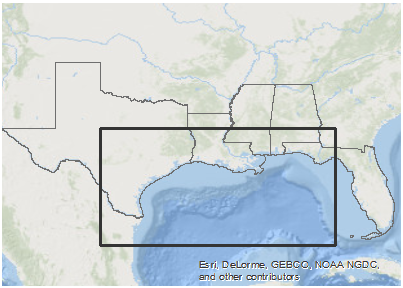 Esri, DeLorme, GEBCO, NOAA NGDC,
and other contributors